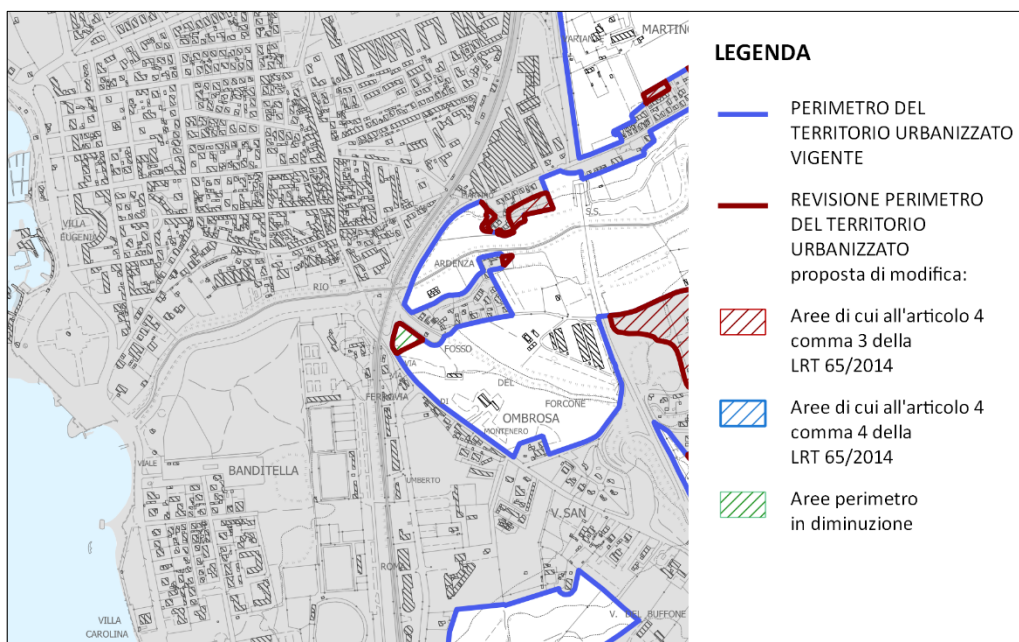 MARTINO
VARIANTE
VILLA
EUGENIA
S.S.
ARDENZA
RIO
FOSSO
VIA
DEL
FORCONE
FERROVIA
DI
OMBROSA
MONTENERO
VIALE
BANDITELLA
UMBERTO
V. SAN
ROMA
VILLA
CAROLINA
V. DEL BUFFONE
LEGENDA
PERIMETRO DEL
TERRITORIO URBANIZZATO
VIGENTE
REVISIONE PERIMETRO
DEL TERRITORIO
URBANIZZATO
proposta di modifica:
Aree di cui all'articolo 4
comma 3 della
LRT 65/2014
Aree di cui all'articolo 4
comma 4 della
LRT 65/2014
Aree perimetro
in diminuzione